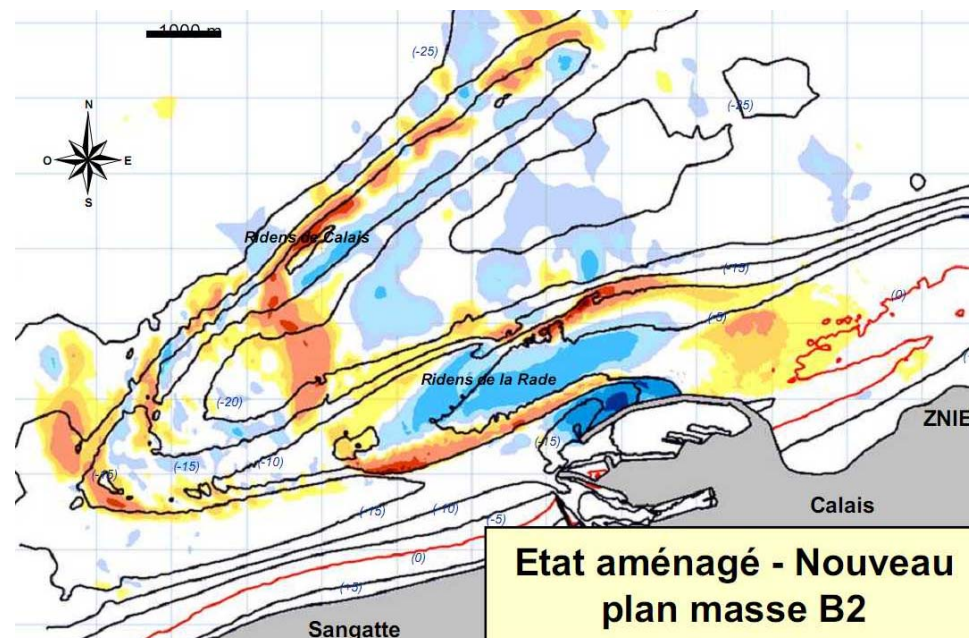 1000 m
(-25)
(-25)
N
O E
S
Ridens de Calais
(-15)
(0)
(-5)
Ridens de la Rade
(-20)
(-15)
(-15)
(-10)
(-15)
(-15)
(-10)
(-5)
(0)
(+5)
ZNIE
Calais
Sangatte
Etat aménagé - Nouveau
plan masse B2